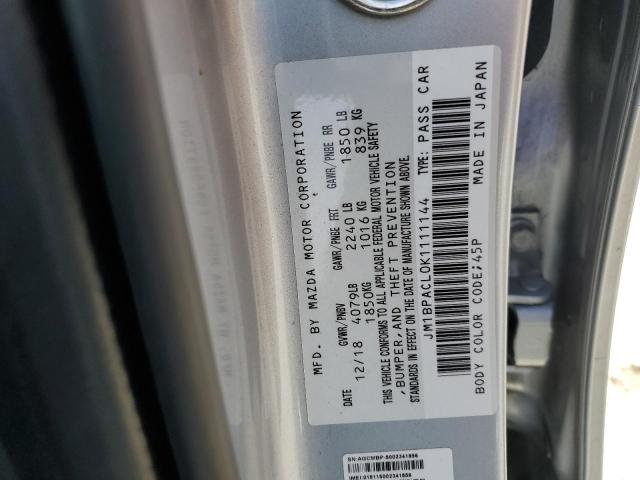 MFD. BY MAZDA MOTOR CORPORATION
GVWR/PNBV GAWR/PNBE FRT GAWR/PNBE RR
DATE 12/18 4079LB 2240 LB 1850 LB
1850KG 1016 KG 839 KG
THIS VEHICLE CONFORMS TO ALL APPLICABLE FEDERAL MOTOR VEHICLE SAFETY
,BUMPER,AND THEFT PREVENTION
STANDARDS IN EFFECT ON THE DATE OF MANUFACTURE SHOWN ABOVE.
JM1BPACL0K1111144 TYPE: PASS CAR
BODY COLOR CODE:45P MADE IN JAPAN
SN:AGCMBP-5002341886